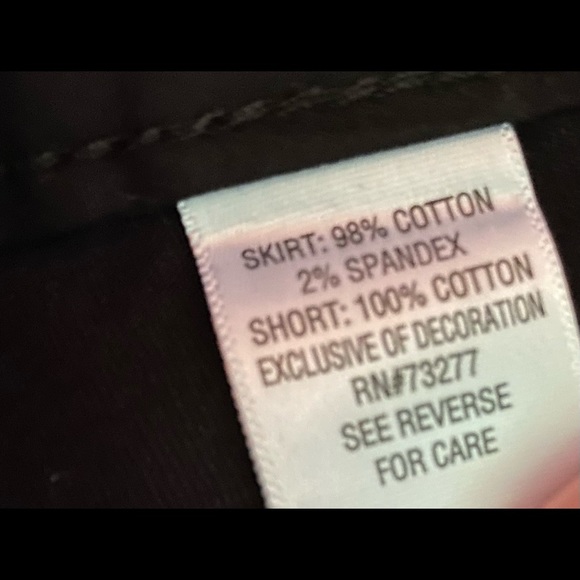 SKIRT: 98% COTTON
2% SPANDEX
SHORT: 100% COTTON
EXCLUSIVE OF DECORATION
RN#73277
SEE REVERSE
FOR CARE